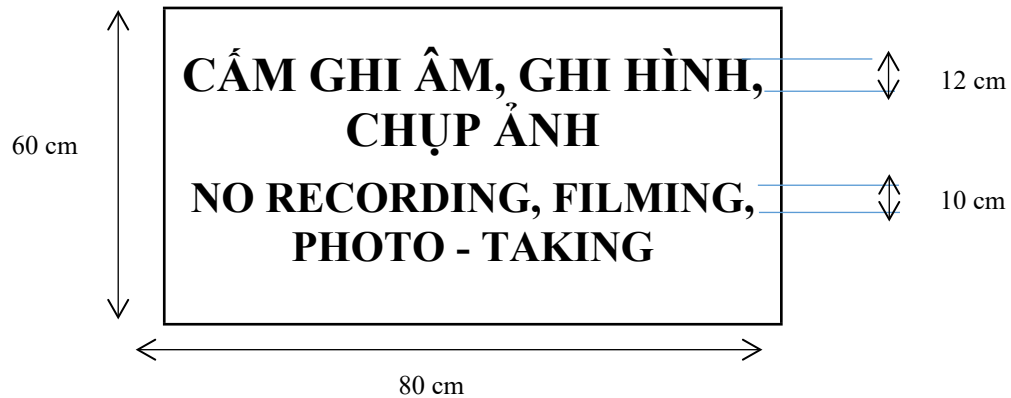 CẤM GHI ÂM, GHI HÌNH,
12 cm
CHỤP ẢNH
60 cm
NO RECORDING, FILMING,
10 cm
PHOTO - TAKING
80 cm